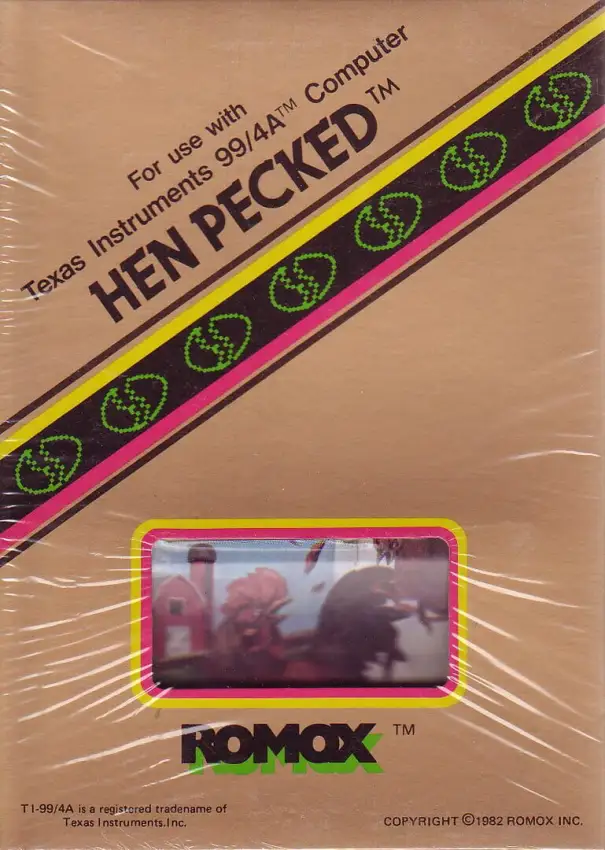 For use with
Texas Instruments 99/4A™ Computer
HEN PECKED™
ROMOX™
T I-99/4A is a registered tradename of
Texas Instruments.Inc.
COPYRIGHT ©1982 ROMOX INC.